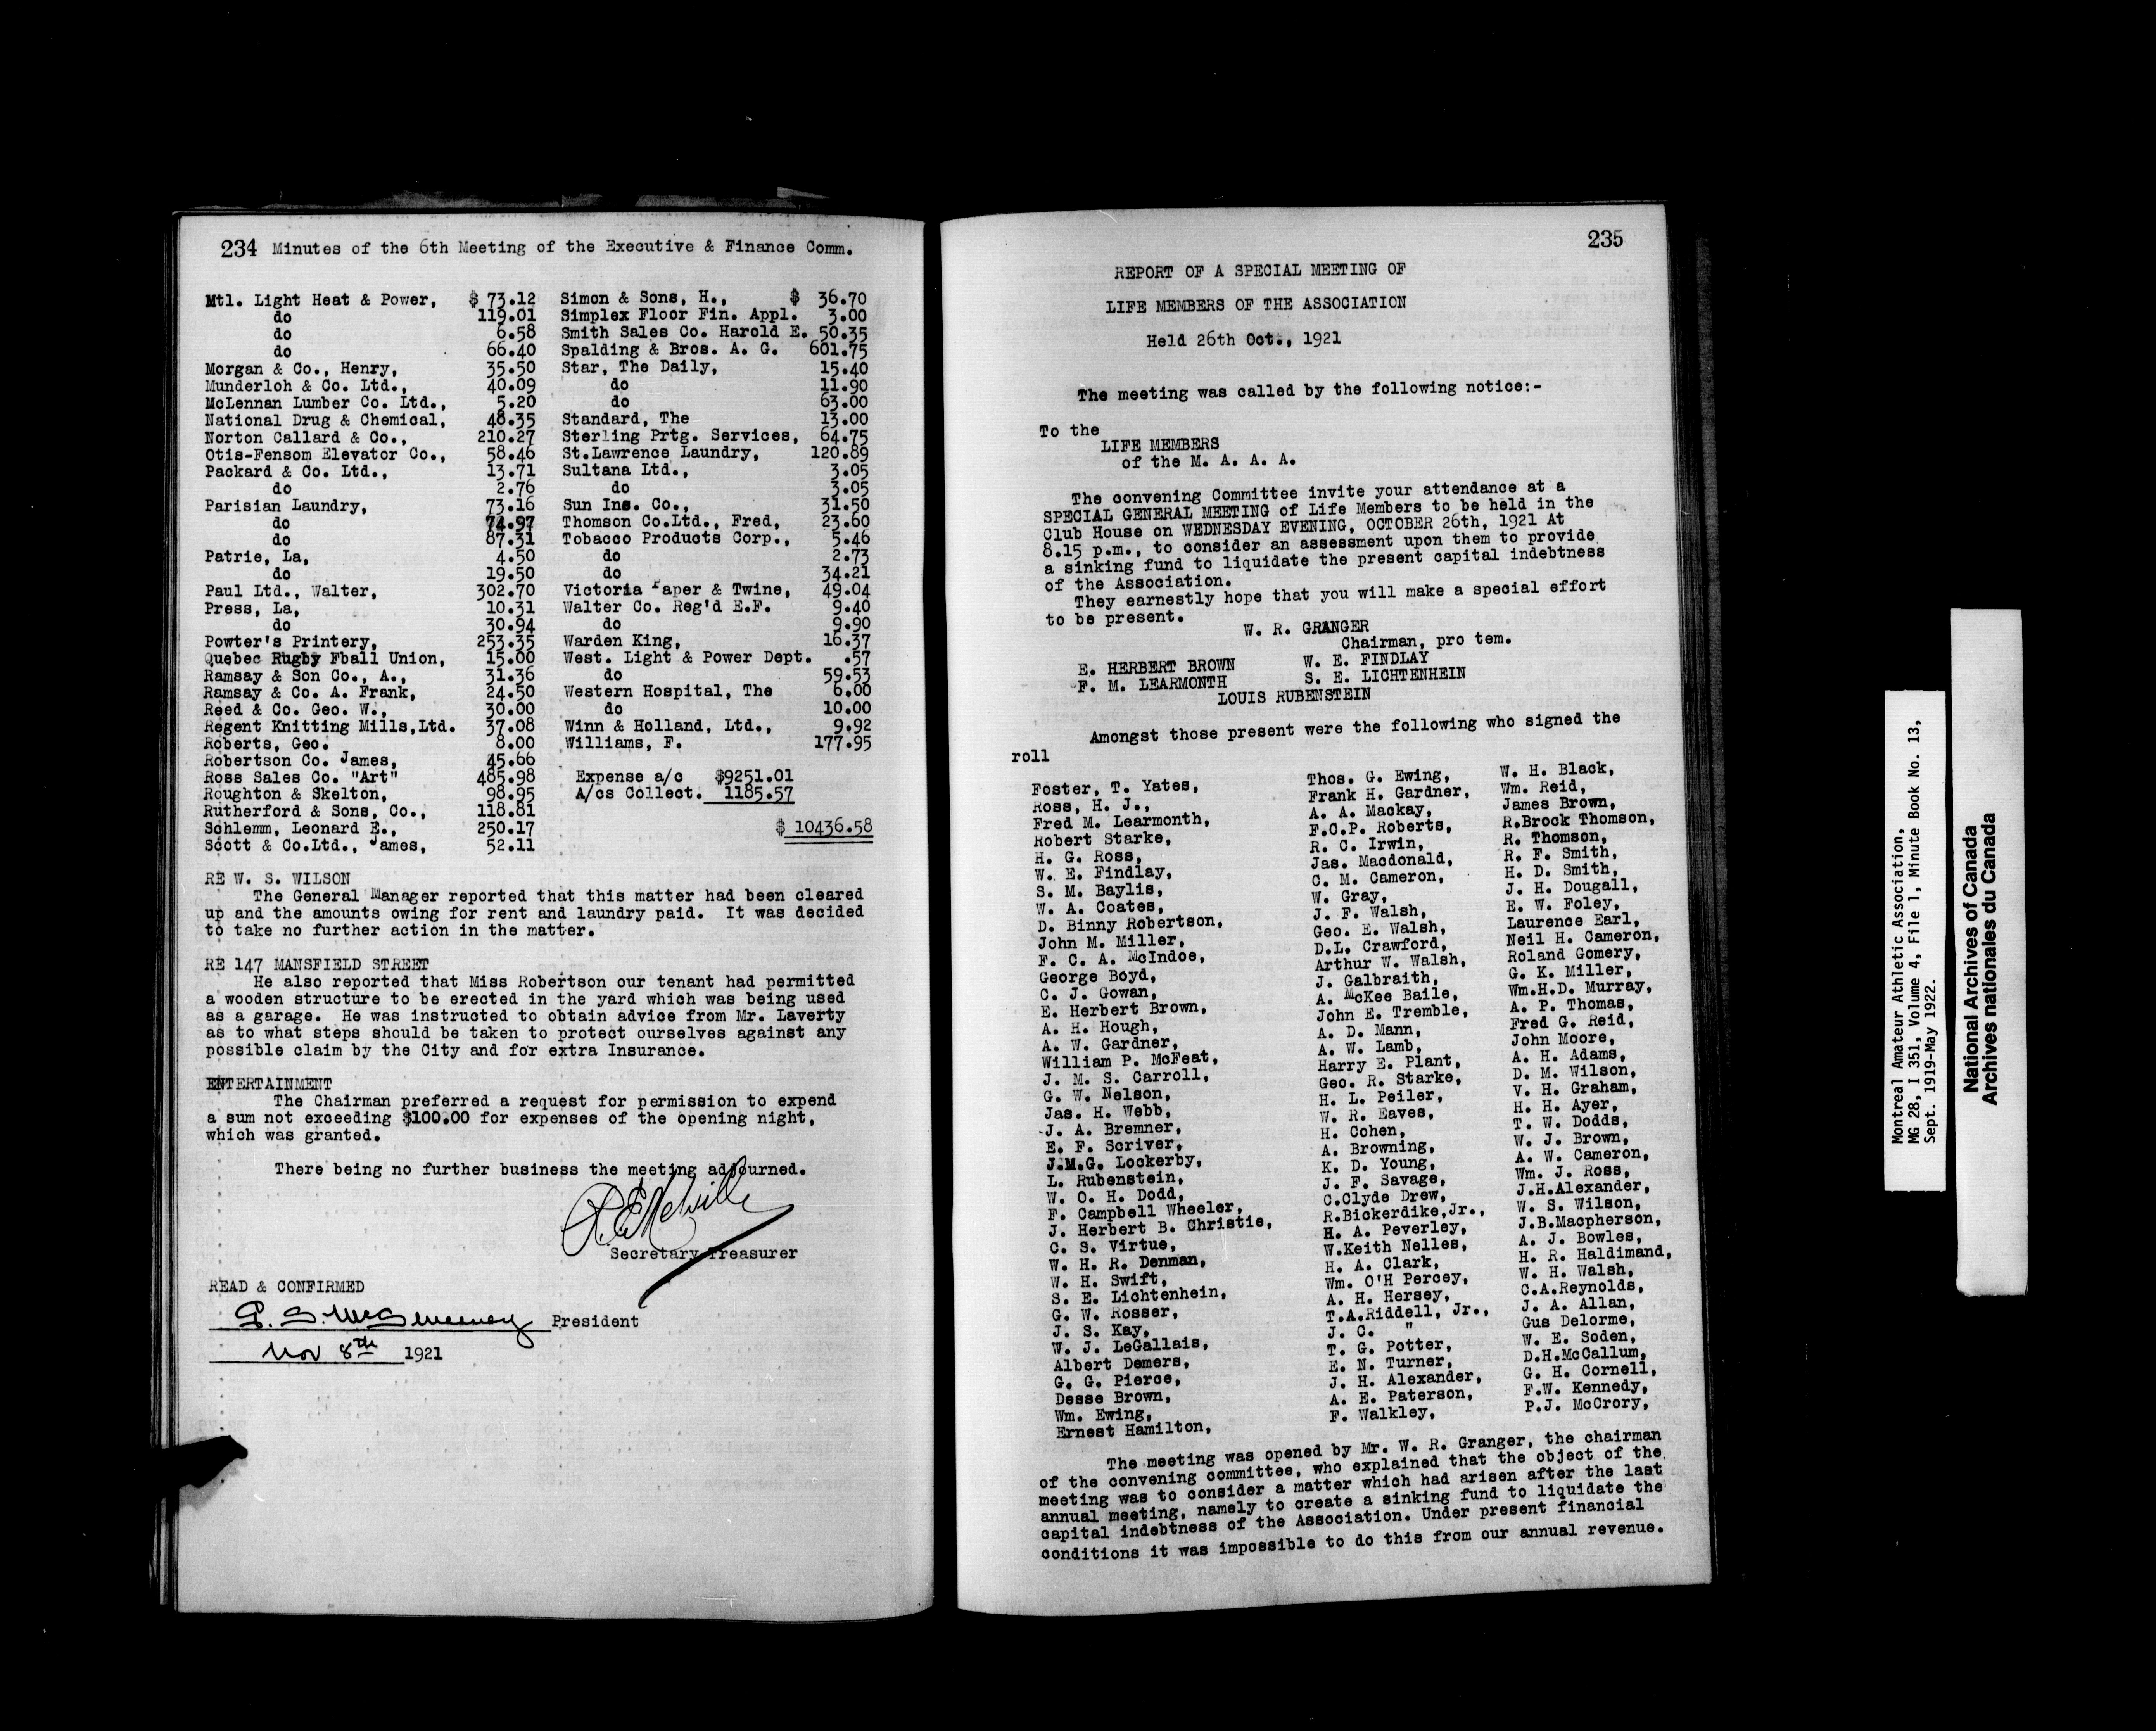 234 Minutes of the 6th Meeting of the Executive & Finance Comm.
Mtl. Light Heat & Power, $ 73.12
do 119.01
do 6.58
do 66.40
Morgan & Co., Henry, 35.50
Munderloh & Co. Ltd., 40.09
McLennan Lumber Co. Ltd., 5.20
National Drug & Chemical, 48.35
Norton Callard & Co., 210.27
Otis-Fensom Elevator Co., 58.46
Packard & Co. Ltd., 13.71
do 2.76
Parisian Laundry, 73.16
do 74.97
do 87.31
Patrie, La, 4.50
do 19.50
Paul Ltd., Walter, 302.70
Press, La, 10.31
do 30.94
Powter's Printery, 253.35
Quebec Rugby Fball Union, 15.00
Ramsay & Son Co., A., 31.36
Ramsay & Co. A. Frank, 24.50
Reed & Co. Geo. W., 30.00
Regent Knitting Mills,Ltd. 37.08
Roberts, Geo. 8.00
Robertson Co. James, 45.66
Ross Sales Co. "Art" 485.98
Roughton & Skelton, 98.95
Rutherford & Sons, Co., 118.81
Schlemm, Leonard E., 250.17
Scott & Co.Ltd., James, 52.11
Simon & Sons, H., $ 36.70
Simplex Floor Fin. Appl. 3.00
Smith Sales Co. Harold E. 50.35
Spalding & Bros. A. G. 601.75
Star, The Daily, 15.40
do 11.90
do 63.00
Standard, The 13.00
Sterling Prtg. Services, 64.75
St.Lawrence Laundry, 120.89
Sultana Ltd., 3.05
do 3.05
Sun Ins. Co., 31.50
Thomson Co.Ltd., Fred, 23.60
Tobacco Products Corp., 5.46
do 2.73
do 34.21
Victoria Paper & Twine, 49.04
Walter Co. Reg'd E.F. 9.40
do 9.90
Warden King, 16.37
West. Light & Power Dept. .57
do 59.53
Western Hospital, The 6.00
do 10.00
Winn & Holland, Ltd., 9.92
Williams, F. 177.95
Expense a/c $9251.01
A/cs Collect. 1185.57
$ 10436.58
RE W. S. WILSON
The General Manager reported that this matter had been cleared
up and the amounts owing for rent and laundry paid. It was decided
to take no further action in the matter.
RE 147 MANSFIELD STREET
He also reported that Miss Robertson our tenant had permitted
a wooden structure to be erected in the yard which was being used
as a garage. He was instructed to obtain advice from Mr. Laverty
as to what steps should be taken to protect ourselves against any
possible claim by the City and for extra Insurance.
ENTERTAINMENT
The Chairman preferred a request for permission to expend
a sum not exceeding $100.00 for expenses of the opening night,
which was granted.
There being no further business the meeting adjourned.
R.E. Melville
Secretary Treasurer
READ & CONFIRMED
President
Nov 8th 1921
235
REPORT OF A SPECIAL MEETING OF
LIFE MEMBERS OF THE ASSOCIATION
Held 26th Oct., 1921
The meeting was called by the following notice:-
To the
LIFE MEMBERS
of the M. A. A. A.
The convening Committee invite your attendance at a
SPECIAL GENERAL MEETING of Life Members to be held in the
Club House on WEDNESDAY EVENING, OCTOBER 26th, 1921 At
8.15 p.m., to consider an assessment upon them to provide
a sinking fund to liquidate the present capital indebtness
of the Association.
They earnestly hope that you will make a special effort
to be present.
W. R. GRANGER
Chairman, pro tem.
E. HERBERT BROWN W. E. FINDLAY
F. M. LEARMONTH S. E. LICHTENHEIN
LOUIS RUBENSTEIN
Amongst those present were the following who signed the
roll
Foster, T. Yates,
Ross, H. J.,
Fred M. Learmonth,
Robert Starke,
H. G. Ross,
W. E. Findlay,
S. M. Baylis,
W. A. Coates,
D. Binny Robertson,
John M. Miller,
F. C. A. McIndoe,
George Boyd,
C. J. Gowan,
E. Herbert Brown,
A. H. Hough,
A. W. Gardner,
William P. McFeat,
J. M. S. Carroll,
G. W. Nelson,
Jas. H. Webb,
J. A. Bremner,
E. F. Scriver,
J.M.G. Lockerby,
L. Rubenstein,
W. O. H. Dodd,
F. Campbell Wheeler,
J. Herbert B. Christie,
C. S. Virtue,
W. H. R. Denman,
W. H. Swift,
S. E. Lichtenhein,
G. W. Rosser,
J. S. Kay,
W. J. LeGallais,
Albert Demers,
G. G. Pierce,
Desse Brown,
Wm. Ewing,
Ernest Hamilton,
Thos. G. Ewing,
Frank H. Gardner,
A. A. Mackay,
F.C.P. Roberts,
R. C. Irwin,
Jas. Macdonald,
C. M. Cameron,
W. Gray,
J. F. Walsh,
Geo. E. Walsh,
D.L. Crawford,
Arthur W. Walsh,
J. Galbraith,
A. McKee Baile,
John E. Tremble,
A. D. Mann,
A. W. Lamb,
Harry E. Plant,
Geo. R. Starke,
H. L. Peiler,
W. R. Eaves,
H. Cohen,
A. Browning,
K. D. Young,
J. F. Savage,
C.Clyde Drew,
R.Bickerdike,Jr.,
H. A. Peverley,
W.Keith Nelles,
H. A. Clark,
Wm. O'H Percey,
A. H. Hersey,
T.A.Riddell, Jr.,
J. C. "
T. G. Potter,
E. N. Turner,
J. H. Alexander,
A. E. Paterson,
F. Walkley,
W. H. Black,
Wm. Reid,
James Brown,
R.Brock Thomson,
R. Thomson,
R. F. Smith,
H. D. Smith,
J. H. Dougall,
E. W. Foley,
Laurence Earl,
Neil H. Cameron,
Roland Gomery,
G. K. Miller,
Wm.H.D. Murray,
A. P. Thomas,
Fred G. Reid,
John Moore,
A. H. Adams,
D. M. Wilson,
V. H. Graham,
H. H. Ayer,
T. W. Dodds,
W. J. Brown,
A. W. Cameron,
Wm. J. Ross,
J.H.Alexander,
W. S. Wilson,
J.B.Macpherson,
A. J. Bowles,
H. R. Haldimand,
W. H. Walsh,
C.A.Reynolds,
J. A. Allan,
Gus Delorme,
W. E. Soden,
D.H.McCallum,
G. H. Cornell,
F.W. Kennedy,
P.J. McCrory,
The meeting was opened by Mr. W. R. Granger, the chairman
of the convening committee, who explained that the object of the
meeting was to consider a matter which had arisen after the last
annual meeting, namely to create a sinking fund to liquidate the
capital indebtness of the Association. Under present financial
conditions it was impossible to do this from our annual revenue.
Montreal Amateur Athletic Association,
MG 28, I 351, Volume 4, File 1, Minute Book No. 13,
Sept. 1919-May 1922.
National Archives of Canada
Archives nationales du Canada